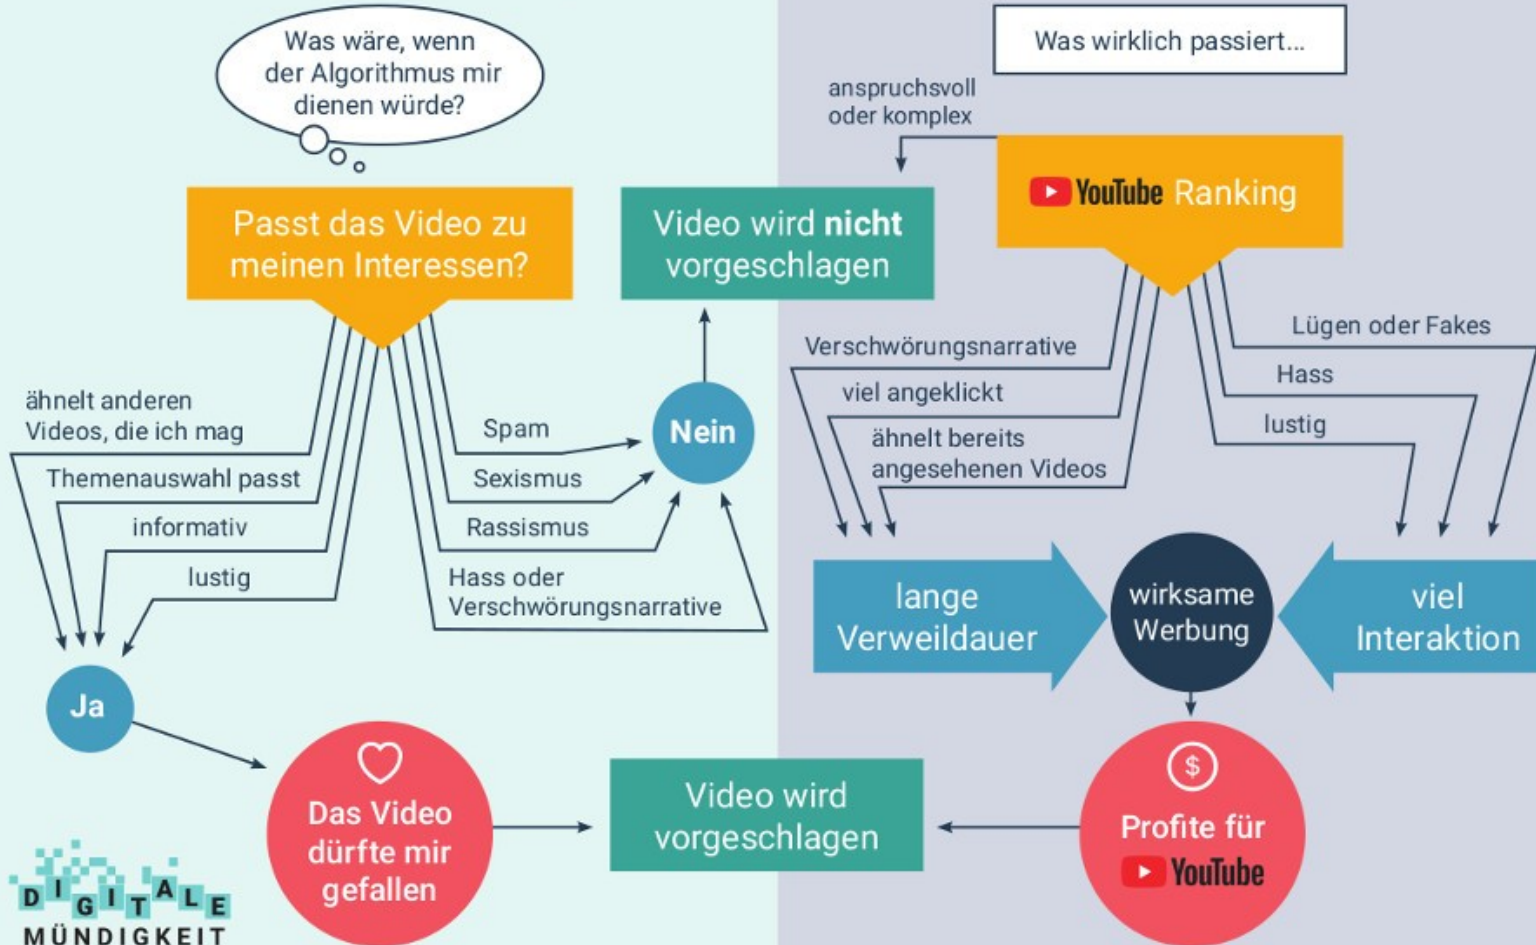 Was wäre, wenn
der Algorithmus mir
dienen würde?
Passt das Video zu
meinen Interessen?
ähnelt anderen
Videos, die ich mag
Themenauswahl passt
informativ
lustig
Spam
Sexismus
Rassismus
Hass oder
Verschwörungsnarrative
Nein
Ja
Das Video
dürfte mir
gefallen
Video wird nicht
vorgeschlagen
Video wird
vorgeschlagen
Was wirklich passiert...
anspruchsvoll
oder komplex
YouTube Ranking
Verschwörungsnarrative
viel angeklickt
ähnelt bereits
angesehenen Videos
Lügen oder Fakes
Hass
lustig
lange
Verweildauer
wirksame
Werbung
viel
Interaktion
$
Profite für
YouTube
DIGITALE
MÜNDIGKEIT